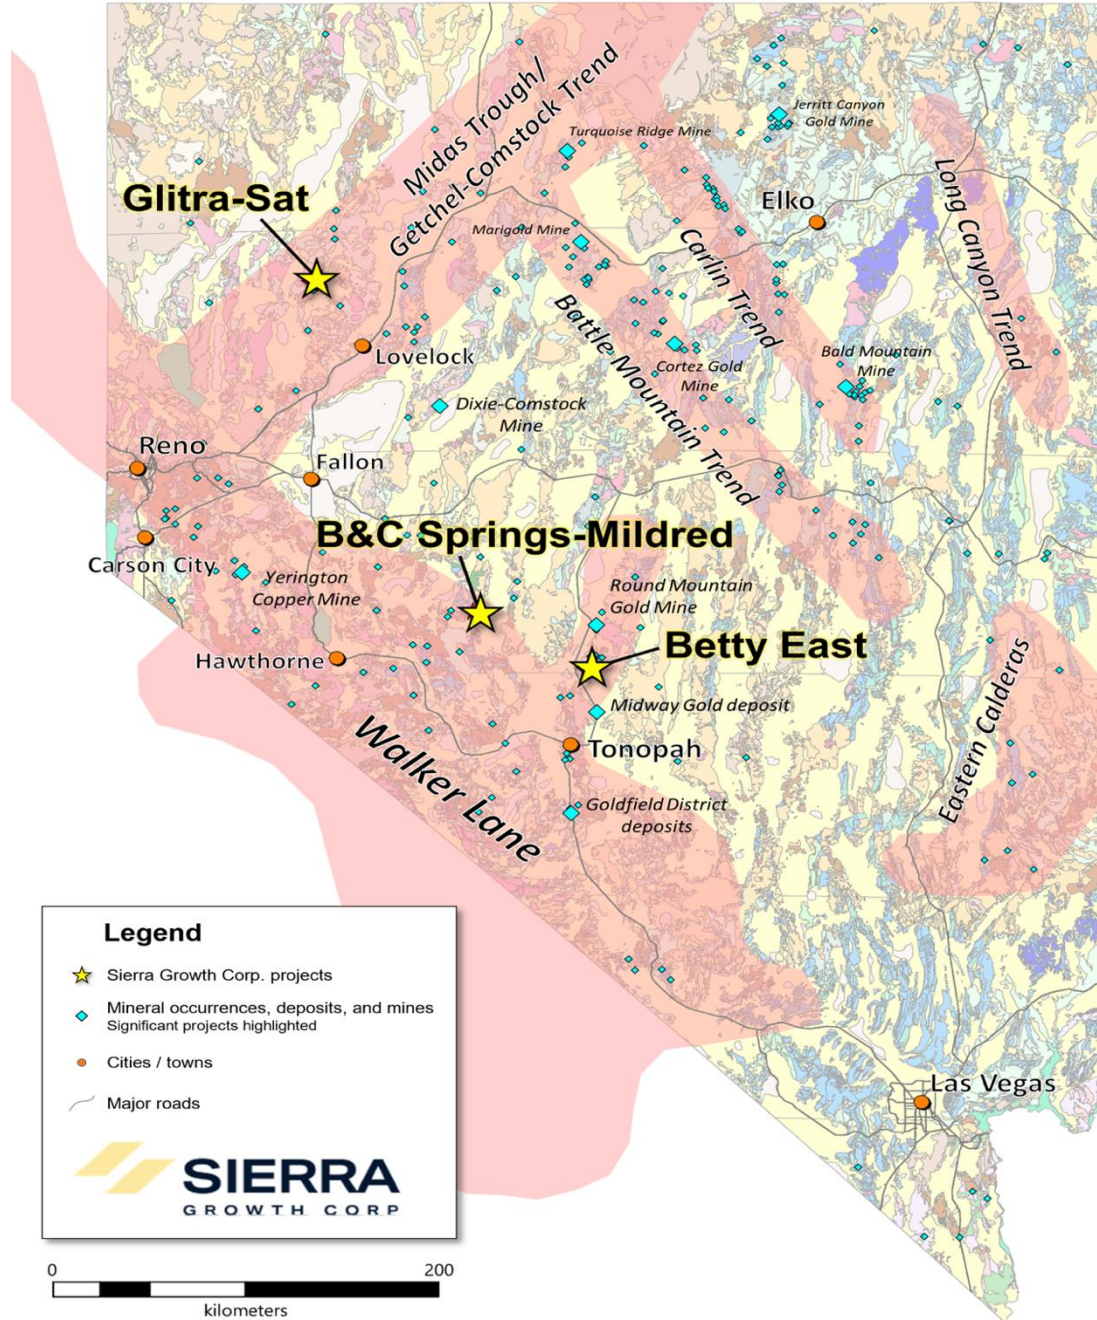 Midas Trough/
Getchel-Comstock Trend
Jerritt Canyon
Gold Mine
Turquoise Ridge Mine
Glitra-Sat
Elko
Long Canyon Trend
Marigold Mine
Carlin Trend
Battle Mountain Trend
Lovelock
Cortez Gold
Mine
Bald Mountain
Mine
Dixie-Comstock
Mine
Reno
Fallon
B&C Springs-Mildred
Carson City
Yerington
Copper Mine
Round Mountain
Gold Mine
Hawthorne
Betty East
Midway Gold deposit
Eastern Calderas
Walker Lane
Tonopah
Goldfield District
deposits
Las Vegas
Legend
Sierra Growth Corp. projects
Mineral occurrences, deposits, and mines
Significant projects highlighted
Cities / towns
Major roads
SIERRA
GROWTH CORP
0 200
kilometers